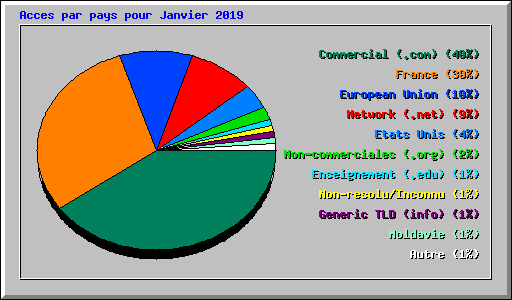 Acces par pays pour Janvier 2019
Commercial (.com) (40%)
France (30%)
European Union (10%)
Network (.net) (9%)
Etats Unis (4%)
Non-commerciales (.org) (2%)
Enseignement (.edu) (1%)
Non-resolu/Inconnu (1%)
Generic TLD (info) (1%)
Moldavie (1%)
Autre (1%)